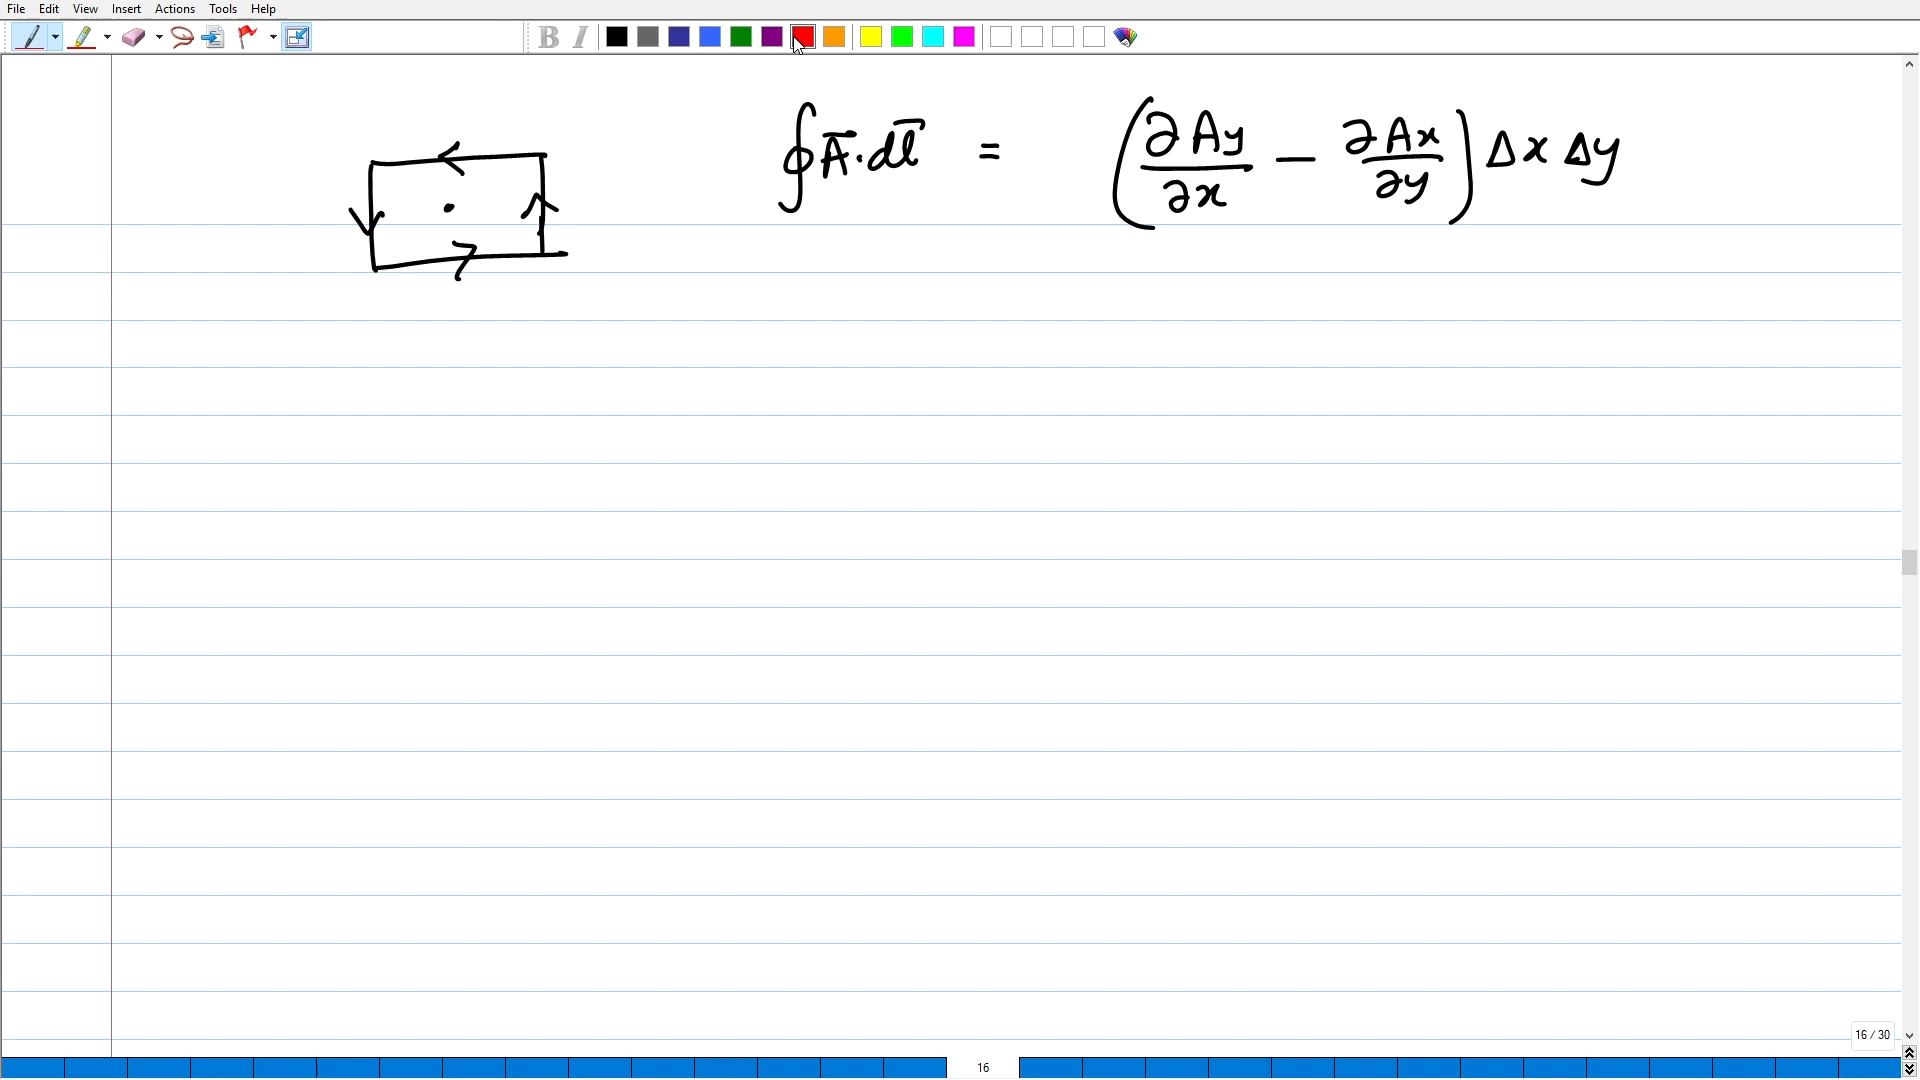 File Edit View Insert Actions Tools Help
B I
∮Ā·dl̄ = (∂Ay/∂x − ∂Ax/∂y) Δx Δy
16 / 30
16